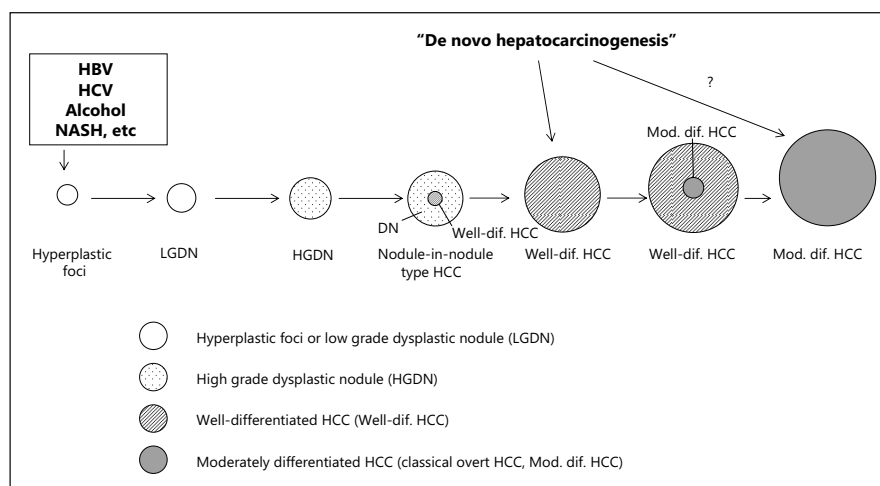 “De novo hepatocarcinogenesis”
HBV
HCV
Alcohol
NASH, etc
?
Mod. dif. HCC
DN
Well-dif. HCC
Hyperplastic
foci
LGDN
HGDN
Nodule-in-nodule
type HCC
Well-dif. HCC
Well-dif. HCC
Mod. dif. HCC
Hyperplastic foci or low grade dysplastic nodule (LGDN)
High grade dysplastic nodule (HGDN)
Well-differentiated HCC (Well-dif. HCC)
Moderately differentiated HCC (classical overt HCC, Mod. dif. HCC)